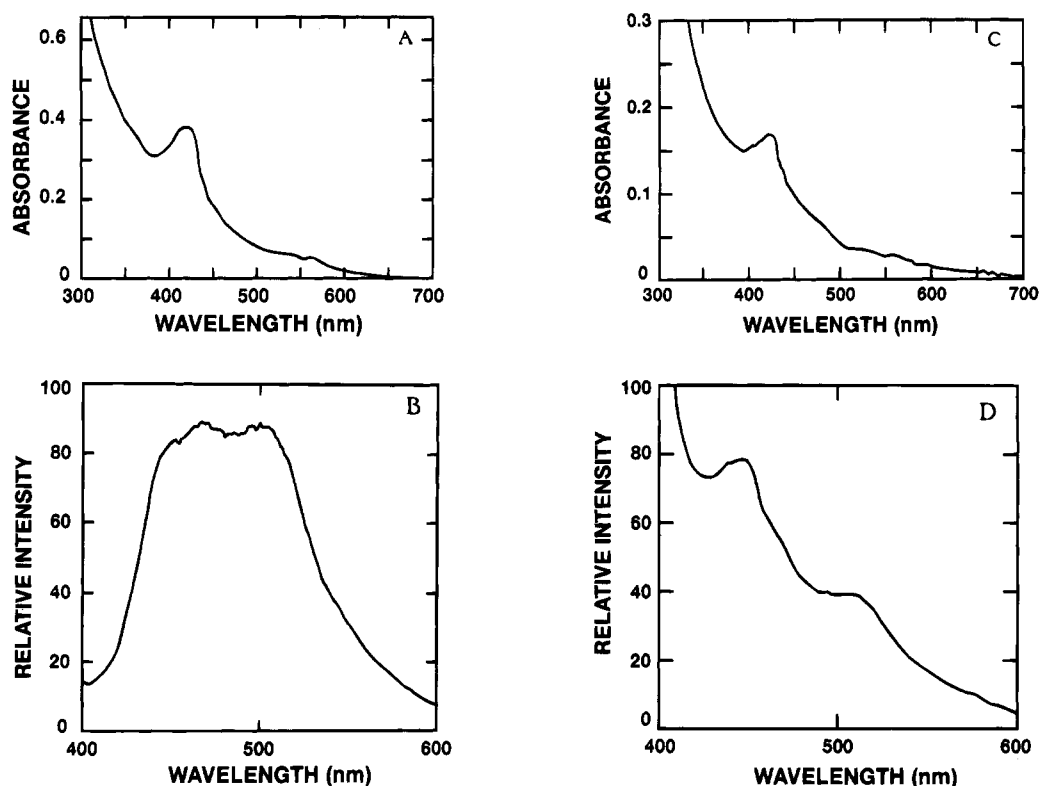 A
0.6
0.4
0.2
0
ABSORBANCE
300 400 500 600 700
WAVELENGTH (nm)
C
0.3
0.2
0.1
0
ABSORBANCE
300 400 500 600 700
WAVELENGTH (nm)
B
100
80
60
40
20
0
RELATIVE INTENSITY
400 500 600
WAVELENGTH (nm)
D
100
80
60
40
20
0
RELATIVE INTENSITY
400 500 600
WAVELENGTH (nm)